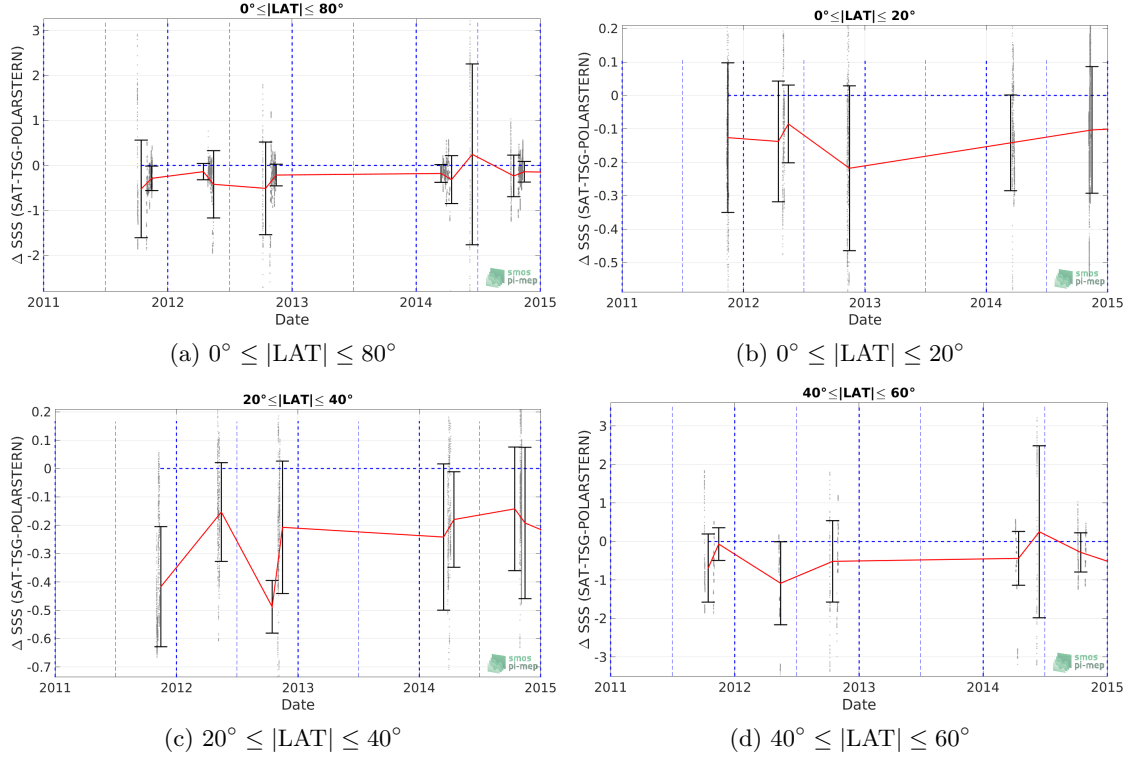 0°≤|LAT|≤ 80°
Δ SSS (SAT-TSG-POLARSTERN)
3
2
1
0
-1
-2
2011 2012 2013 2014 2015
Date
smos
pi-mep
(a) 0° ≤ |LAT| ≤ 80°
0°≤|LAT|≤ 20°
Δ SSS (SAT-TSG-POLARSTERN)
0.2
0.1
0
-0.1
-0.2
-0.3
-0.4
-0.5
2011 2012 2013 2014 2015
Date
smos
pi-mep
(b) 0° ≤ |LAT| ≤ 20°
20°≤|LAT|≤ 40°
Δ SSS (SAT-TSG-POLARSTERN)
0.2
0.1
0
-0.1
-0.2
-0.3
-0.4
-0.5
-0.6
-0.7
2011 2012 2013 2014 2015
Date
smos
pi-mep
(c) 20° ≤ |LAT| ≤ 40°
40°≤|LAT|≤ 60°
Δ SSS (SAT-TSG-POLARSTERN)
3
2
1
0
-1
-2
-3
2011 2012 2013 2014 2015
Date
smos
pi-mep
(d) 40° ≤ |LAT| ≤ 60°